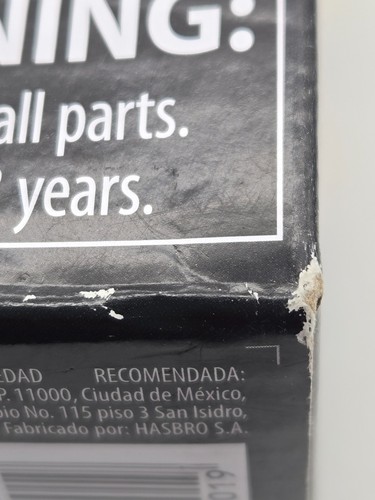 NING:
all parts.
years.
EDAD RECOMENDADA:
P. 11000, Ciudad de México,
No. 115 piso 3 San Isidro,
Fabricado por: HASBRO S.A.
019